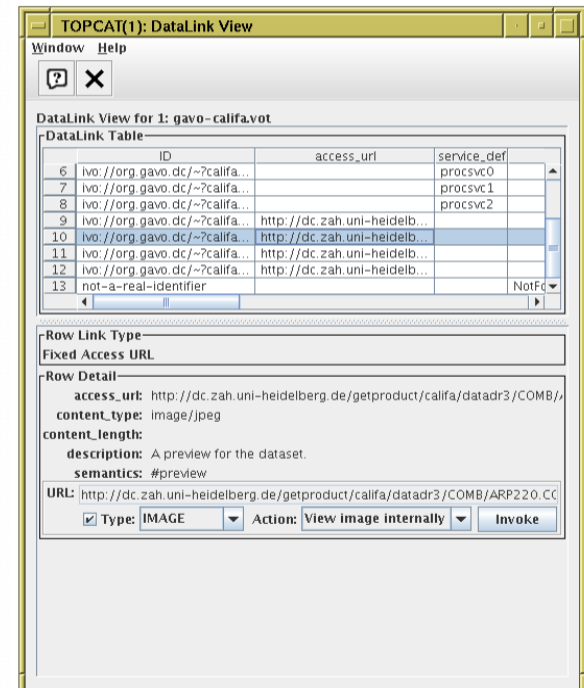 TOPCAT(1): DataLink View
Window Help
DataLink View for 1: gavo-califa.vot
DataLink Table
ID access_url service_def
6 ivo://org.gavo.dc/~?califa... procsvc0
7 ivo://org.gavo.dc/~?califa... procsvc1
8 ivo://org.gavo.dc/~?califa... procsvc2
9 ivo://org.gavo.dc/~?califa... http://dc.zah.uni-heidelb...
10 ivo://org.gavo.dc/~?califa... http://dc.zah.uni-heidelb...
11 ivo://org.gavo.dc/~?califa... http://dc.zah.uni-heidelb...
12 ivo://org.gavo.dc/~?califa... http://dc.zah.uni-heidelb...
13 not-a-real-identifier NotFo
Row Link Type
Fixed Access URL
Row Detail
access_url: http://dc.zah.uni-heidelberg.de/getproduct/califa/datadr3/COMB/
content_type: image/jpeg
content_length:
description: A preview for the dataset.
semantics: #preview
URL: http://dc.zah.uni-heidelberg.de/getproduct/califa/datadr3/COMB/ARP220.CO
Type: IMAGE Action: View image internally Invoke